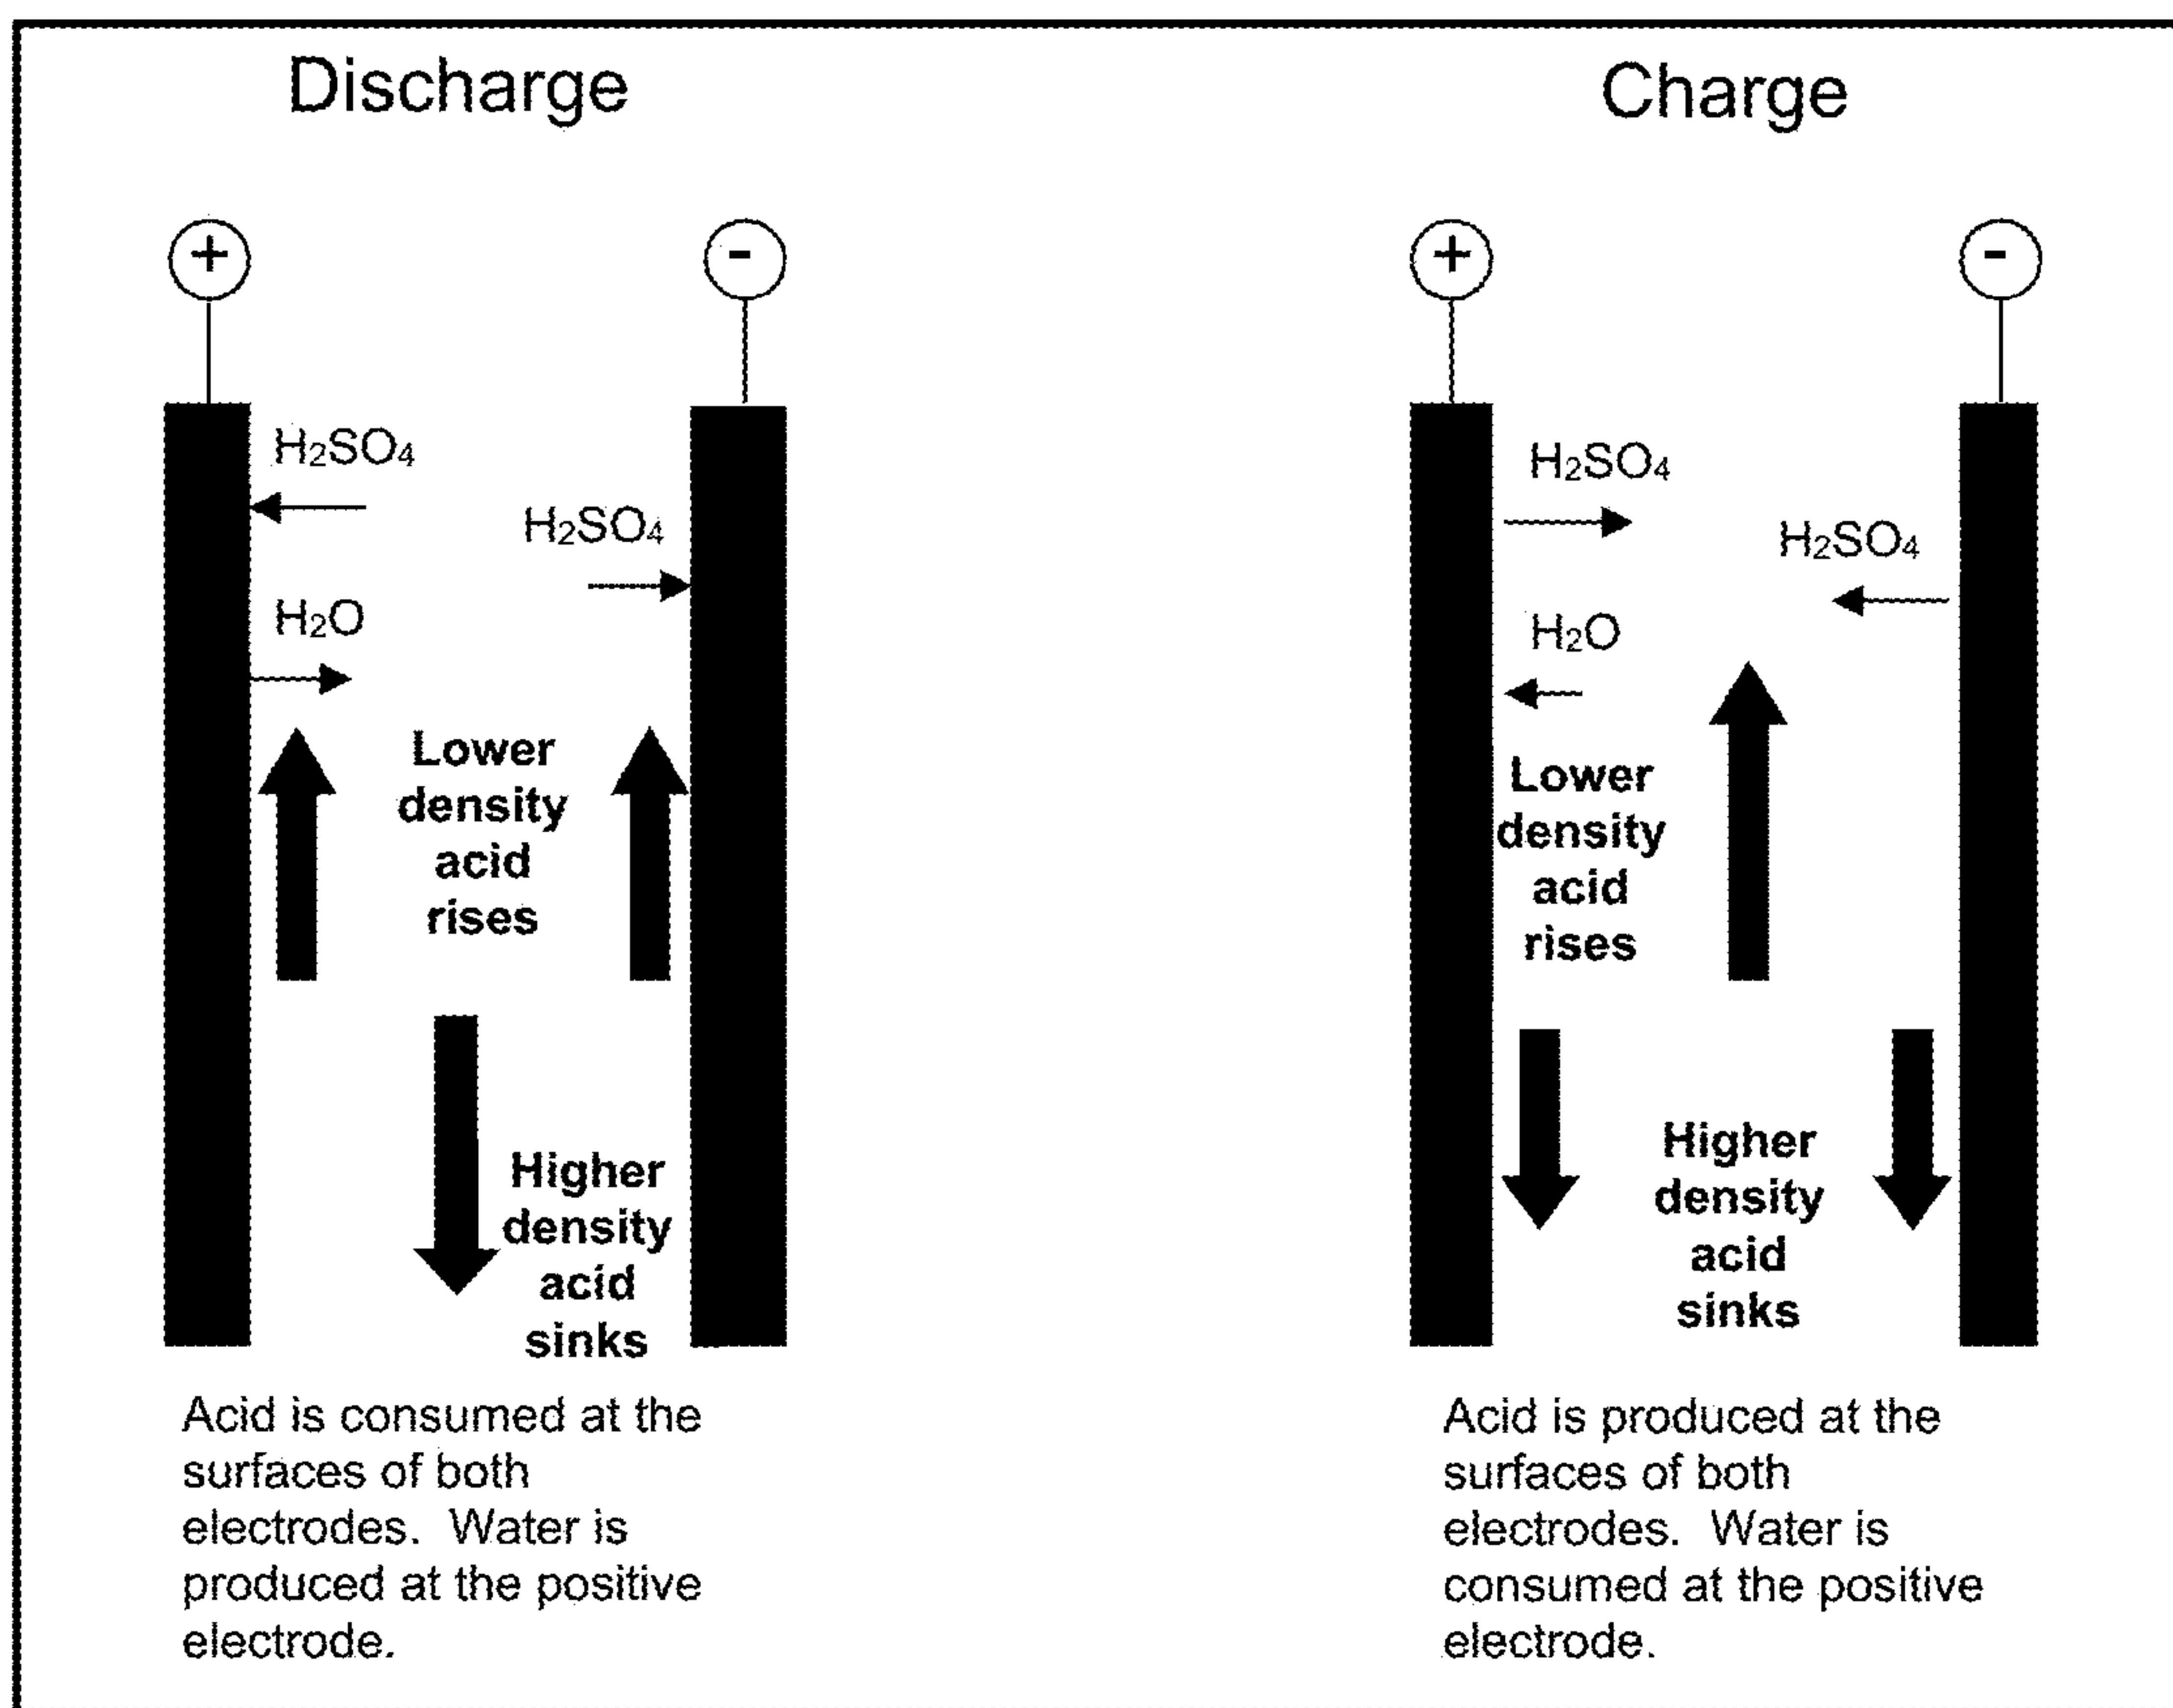 Discharge
+
-
H₂SO₄
H₂SO₄
H₂O
Lower
density
acid
rises
Higher
density
acid
sinks
Acid is consumed at the
surfaces of both
electrodes. Water is
produced at the positive
electrode.
Charge
+
-
H₂SO₄
H₂SO₄
H₂O
Lower
density
acid
rises
Higher
density
acid
sinks
Acid is produced at the
surfaces of both
electrodes. Water is
consumed at the positive
electrode.